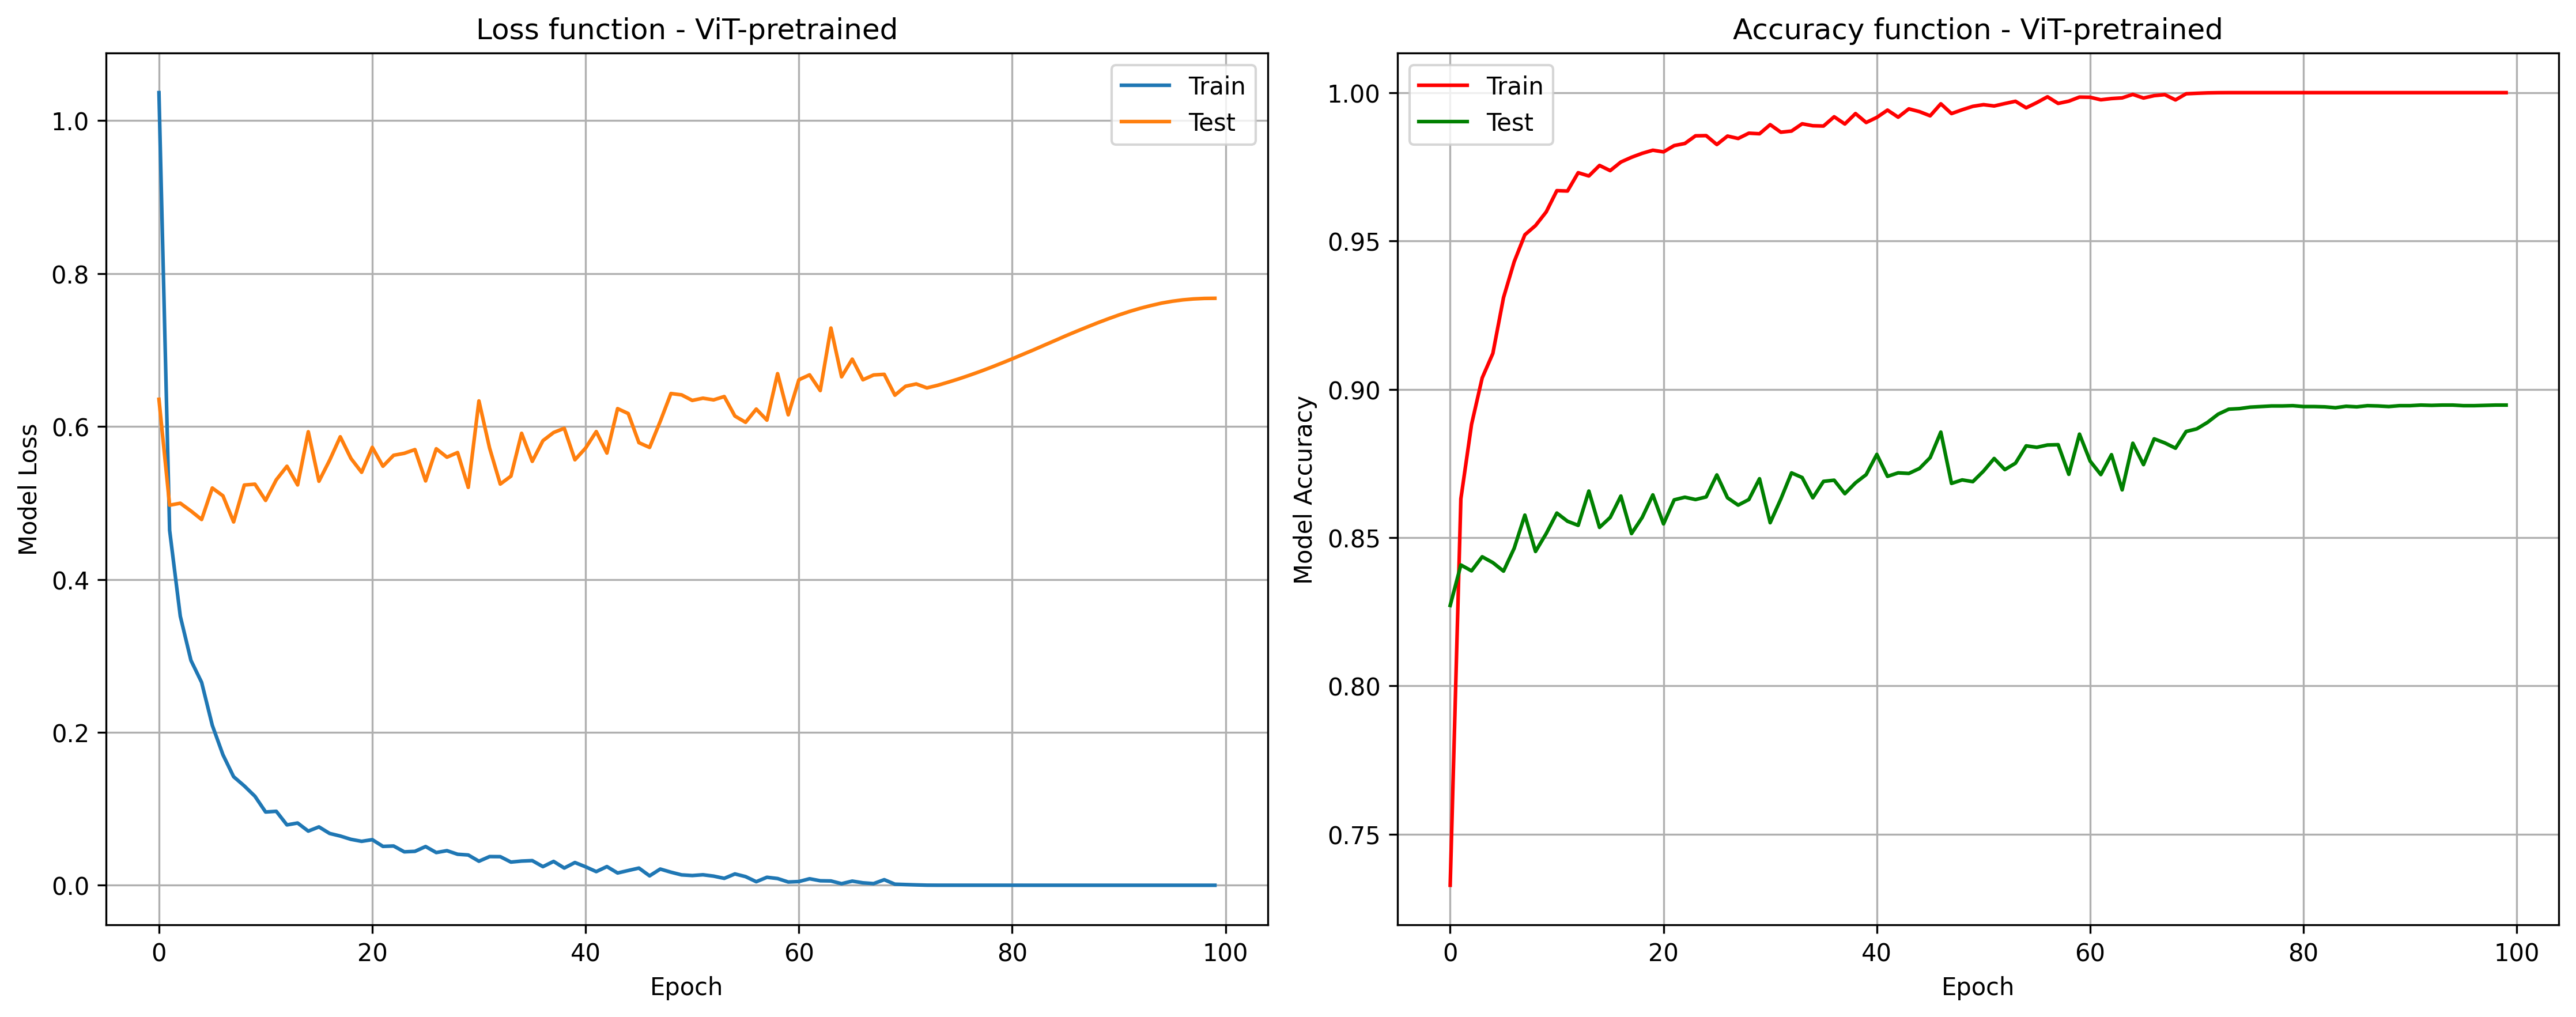 Loss function - ViT-pretrained
Train
Test
1.0
0.8
0.6
0.4
0.2
0.0
Model Loss
0 20 40 60 80 100
Epoch
Accuracy function - ViT-pretrained
Train
Test
1.00
0.95
0.90
0.85
0.80
0.75
Model Accuracy
0 20 40 60 80 100
Epoch